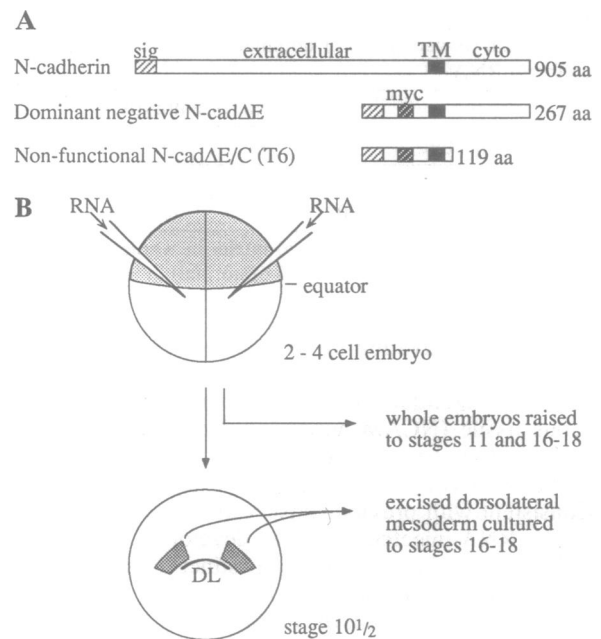 A
sig extracellular TM cyto
N-cadherin 905 aa
myc
Dominant negative N-cadΔE 267 aa
Non-functional N-cadΔE/C (T6) 119 aa
B RNA RNA
equator
2 - 4 cell embryo
whole embryos raised
to stages 11 and 16-18
excised dorsolateral
mesoderm cultured
to stages 16-18
DL
stage 10 1/2